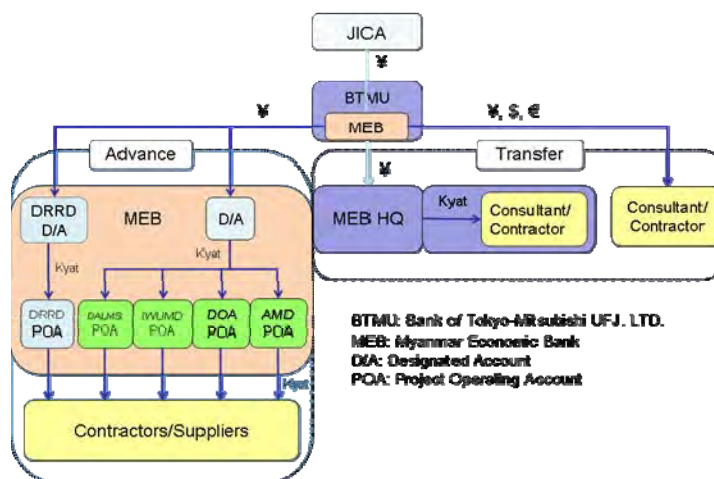 JICA
¥
BTMU
MEB
¥
¥, $, €
Advance
Transfer
¥
DRRD
D/A
MEB
D/A
MEB HQ
Kyat
Consultant/
Contractor
Consultant/
Contractor
Kyat
Kyat
DRRD
POA
DALMS
POA
IWUMD
POA
DOA
POA
AMD
POA
Kyat
Contractors/Suppliers
BTMU: Bank of Tokyo-Mitsubishi UFJ. LTD.
MEB: Myanmar Economic Bank
D/A: Designated Account
POA: Project Operating Account